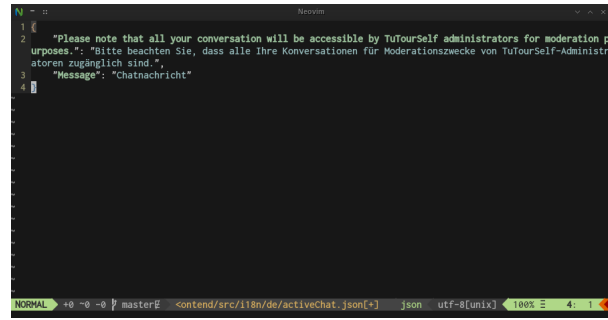 Neovim
1 {
2 "Please note that all your conversation will be accessible by TuTourSelf administrators for moderation p
urposes.": "Bitte beachten Sie, dass alle Ihre Konversationen für Moderationszwecke von TuTourSelf-Administr
atoren zugänglich sind.",
3 "Message": "Chatnachricht"
4 }
~
~
~
~
~
~
~
~
~
~
~
~
NORMAL +0 ~0 -0 master <ontend/src/i18n/de/activeChat.json[+] json utf-8[unix] 100% 4: 1